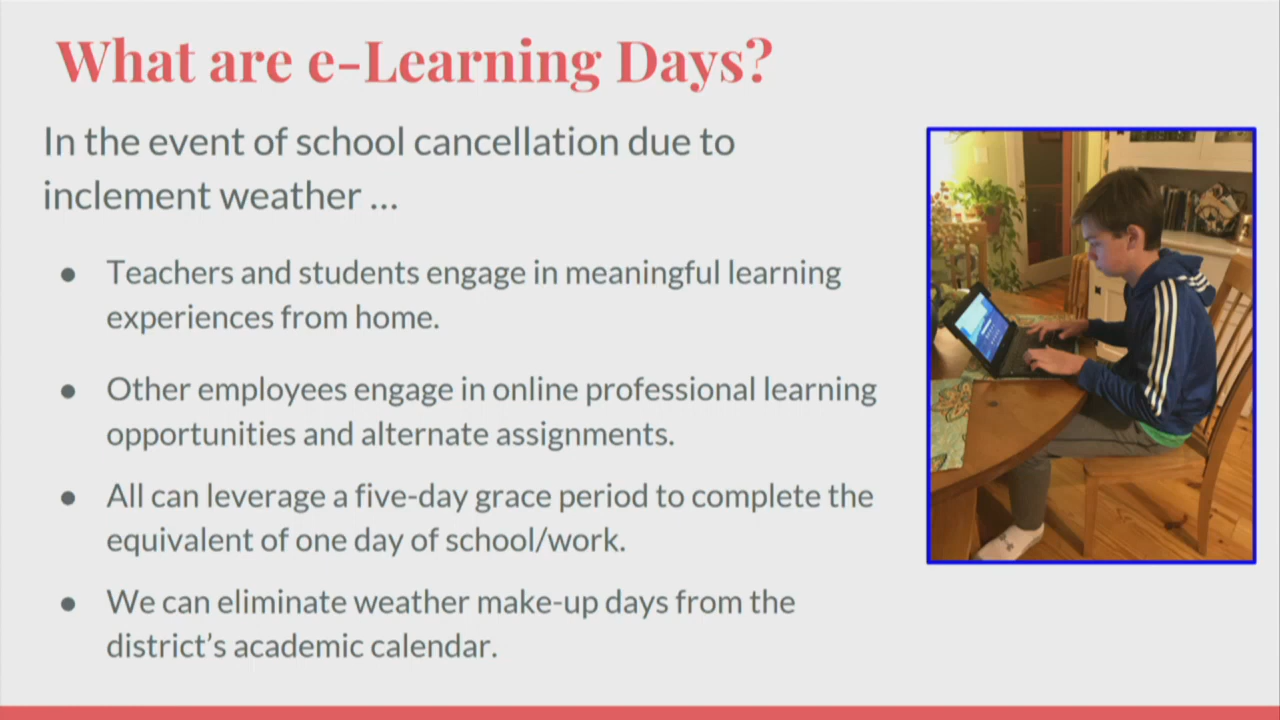 What are e-Learning Days?
In the event of school cancellation due to
inclement weather ...
● Teachers and students engage in meaningful learning
experiences from home.
● Other employees engage in online professional learning
opportunities and alternate assignments.
● All can leverage a five-day grace period to complete the
equivalent of one day of school/work.
● We can eliminate weather make-up days from the
district's academic calendar.